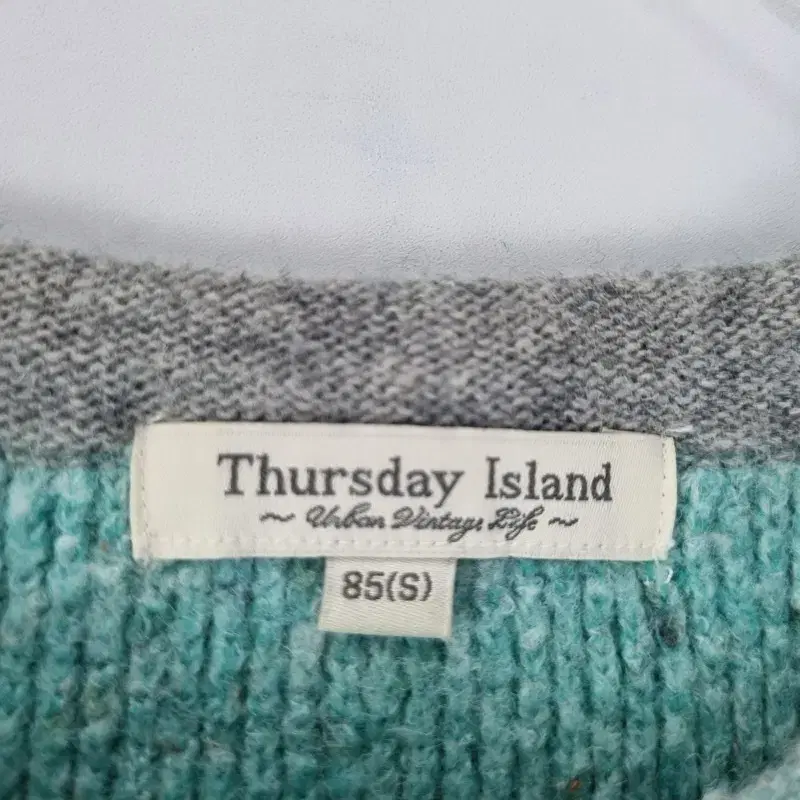 Thursday Island
~ Urban Vintage Life ~
85(S)